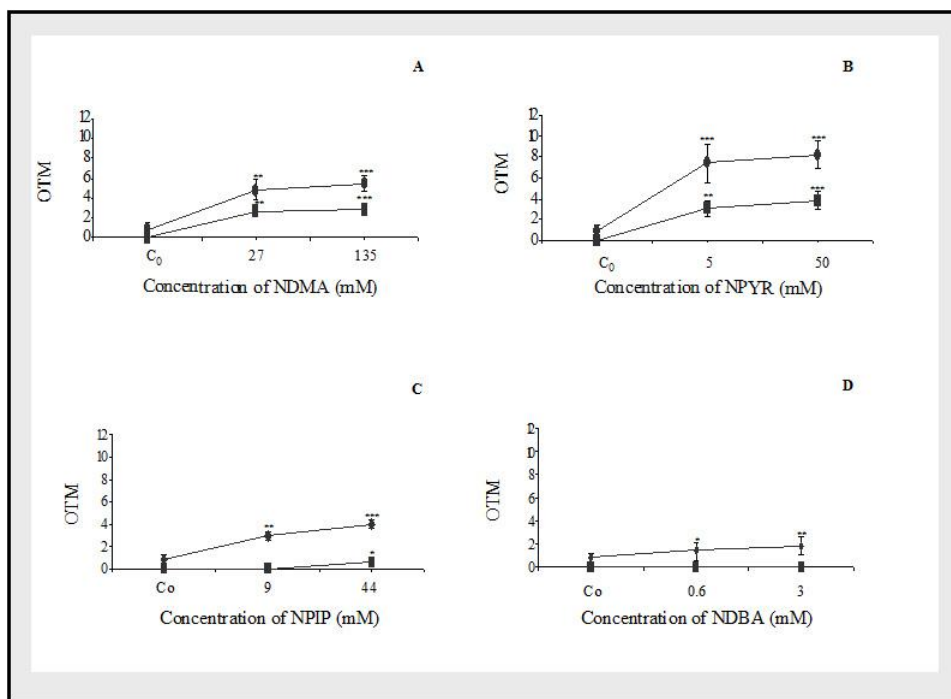 A
12
10
8
6
4
2
0
OTM
** ***
** ***
C₀ 27 135
Concentration of NDMA (mM)
B
12
10
8
6
4
2
0
OTM
*** ***
** ***
C₀ 5 50
Concentration of NPYR (mM)
C
12
10
8
6
4
2
0
OTM
** ***
*
Co 9 44
Concentration of NPIP (mM)
D
12
10
8
6
4
2
0
OTM
* **
Co 0.6 3
Concentration of NDBA (mM)